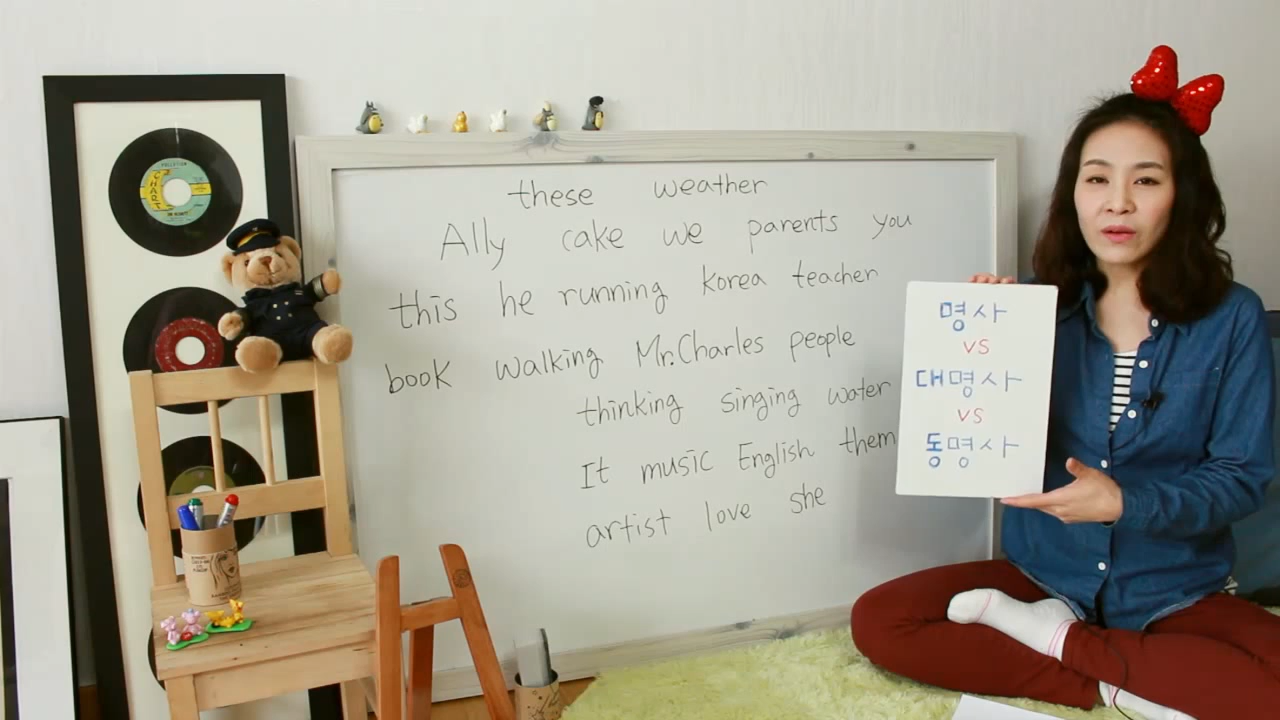 these weather
Ally cake we parents you
this he running korea teacher
book walking Mr.Charles people
thinking singing water
It music English them
artist love she
명사
vs
대명사
vs
동명사
CHART